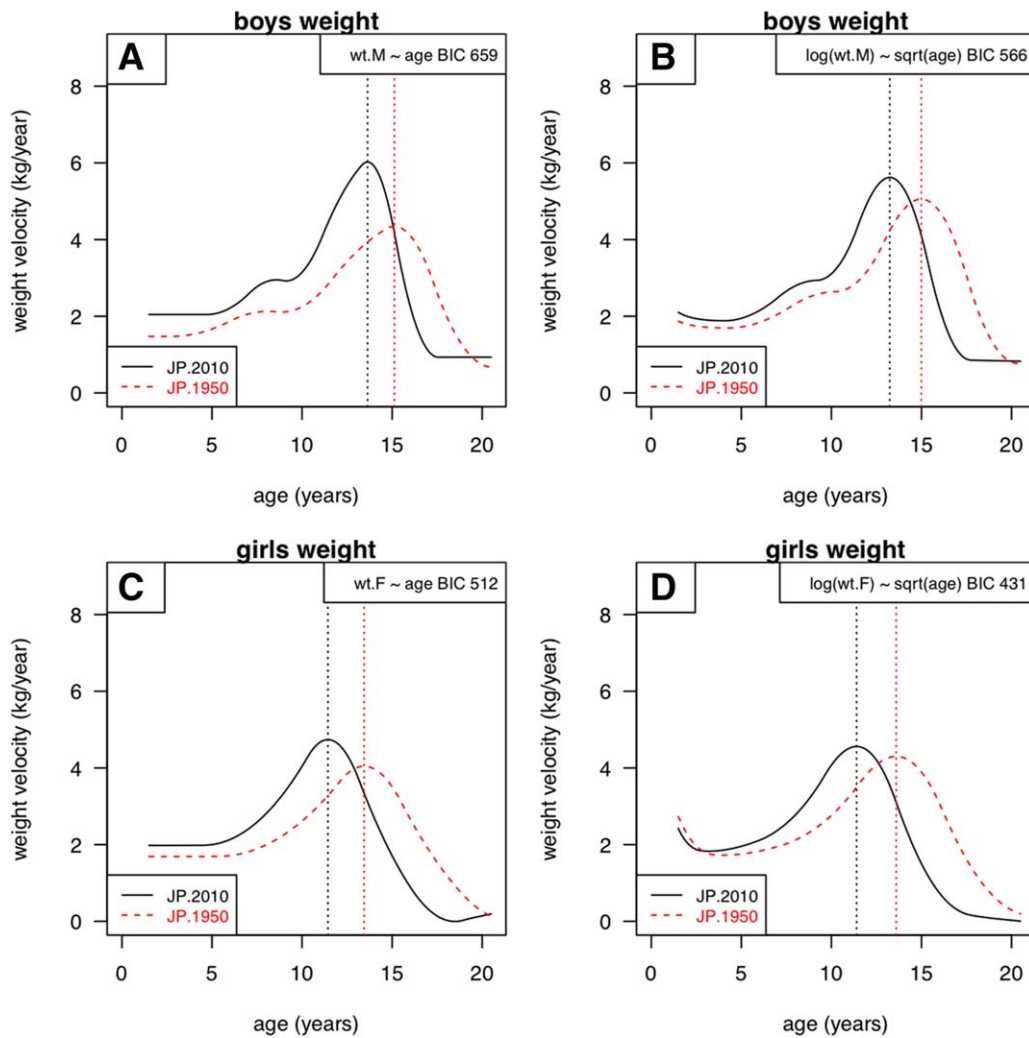 boys weight
A
wt.M ~ age BIC 659
8
6
4
2
0
weight velocity (kg/year)
JP.2010
JP.1950
0 5 10 15 20
age (years)
boys weight
B
log(wt.M) ~ sqrt(age) BIC 566
8
6
4
2
0
weight velocity (kg/year)
JP.2010
JP.1950
0 5 10 15 20
age (years)
girls weight
C
wt.F ~ age BIC 512
8
6
4
2
0
weight velocity (kg/year)
JP.2010
JP.1950
0 5 10 15 20
age (years)
girls weight
D
log(wt.F) ~ sqrt(age) BIC 431
8
6
4
2
0
weight velocity (kg/year)
JP.2010
JP.1950
0 5 10 15 20
age (years)